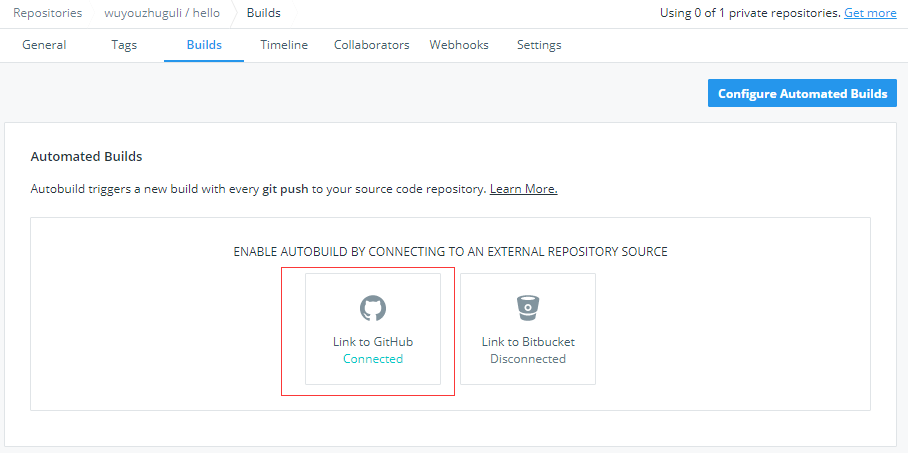 Repositories wuyouzhuguli / hello Builds Using 0 of 1 private repositories. Get more
General Tags Builds Timeline Collaborators Webhooks Settings
Configure Automated Builds
Automated Builds
Autobuild triggers a new build with every git push to your source code repository. Learn More.
ENABLE AUTOBUILD BY CONNECTING TO AN EXTERNAL REPOSITORY SOURCE
Link to GitHub
Connected
Link to Bitbucket
Disconnected